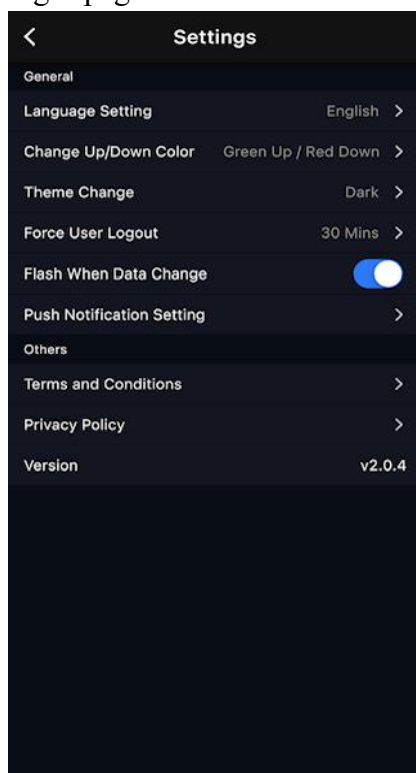 Settings
General
Language Setting English
Change Up/Down Color Green Up / Red Down
Theme Change Dark
Force User Logout 30 Mins
Flash When Data Change
Push Notification Setting
Others
Terms and Conditions
Privacy Policy
Version v2.0.4